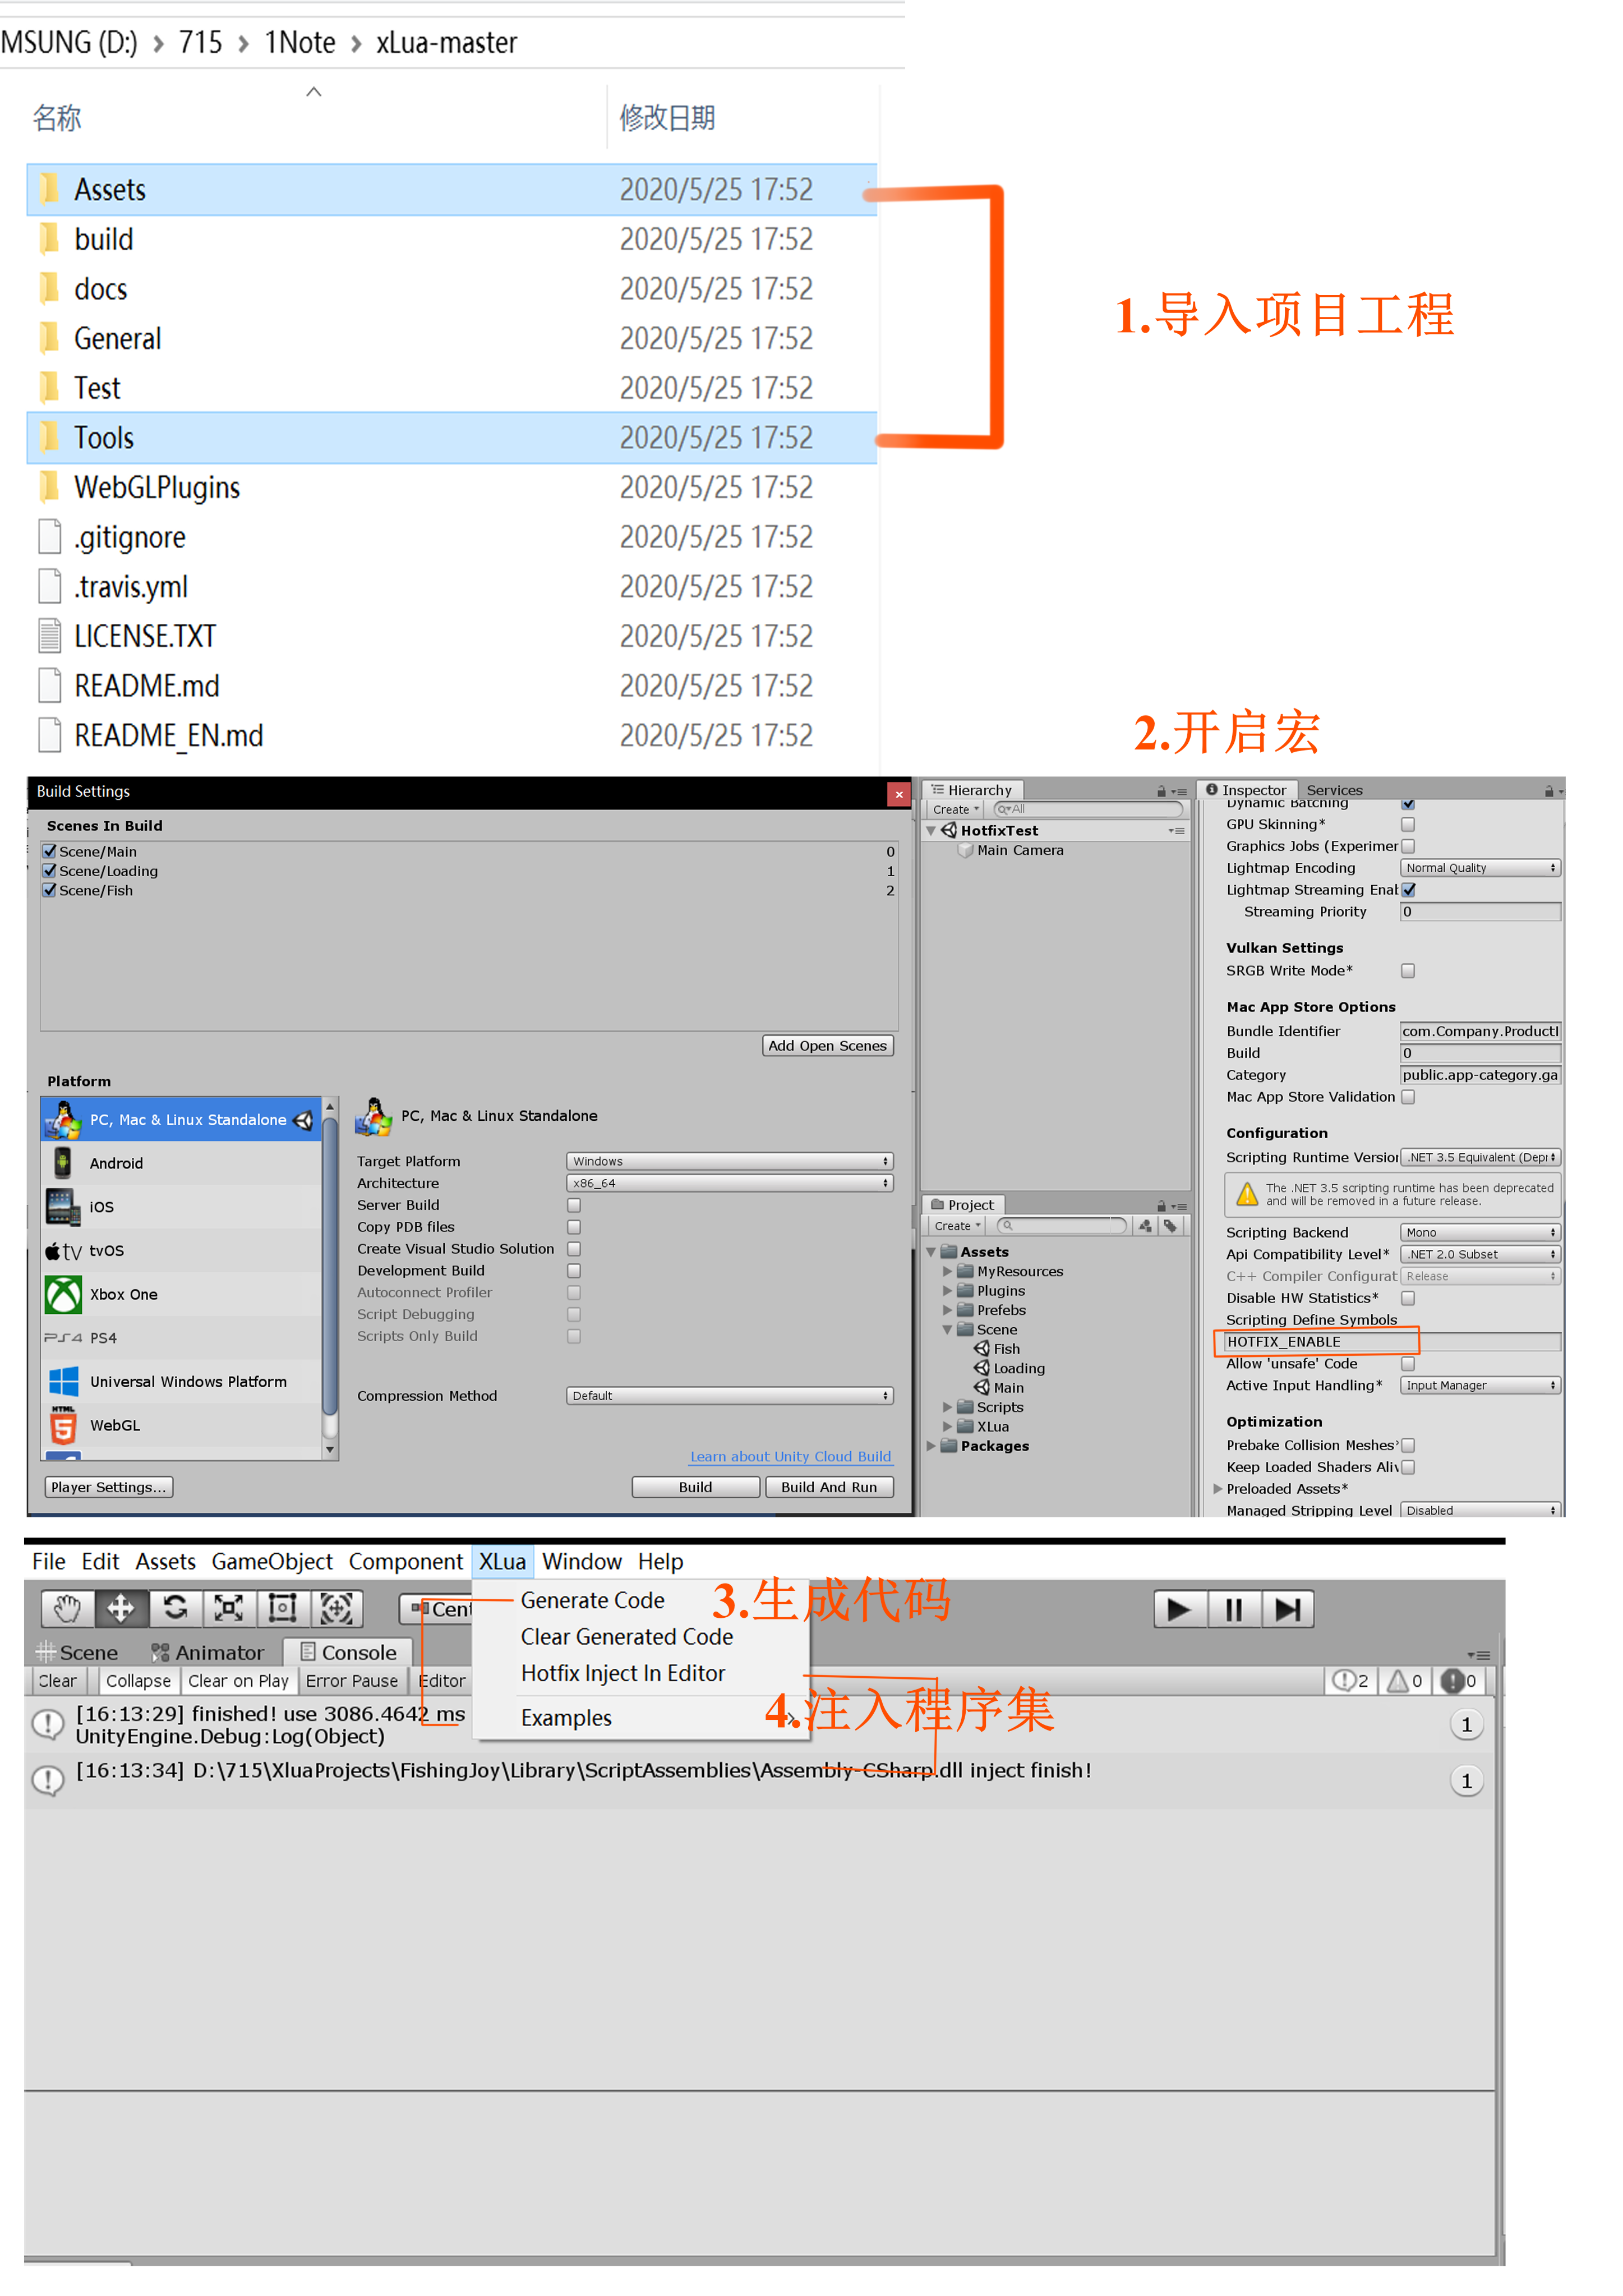 MSUNG (D:) > 715 > 1Note > xLua-master
名称 修改日期
Assets 2020/5/25 17:52
build 2020/5/25 17:52
docs 2020/5/25 17:52
General 2020/5/25 17:52
Test 2020/5/25 17:52
Tools 2020/5/25 17:52
WebGLPlugins 2020/5/25 17:52
.gitignore 2020/5/25 17:52
.travis.yml 2020/5/25 17:52
LICENSE.TXT 2020/5/25 17:52
README.md 2020/5/25 17:52
README_EN.md 2020/5/25 17:52
1.导入项目工程
2.开启宏
Build Settings
Scenes In Build
Scene/Main 0
Scene/Loading 1
Scene/Fish 2
Add Open Scenes
Platform
PC, Mac & Linux Standalone
Android
iOS
tv tvOS
Xbox One
PS4 PS4
Universal Windows Platform
HTML
5 WebGL
Player Settings...
PC, Mac & Linux Standalone
Target Platform Windows
Architecture x86_64
Server Build
Copy PDB files
Create Visual Studio Solution
Development Build
Autoconnect Profiler
Script Debugging
Scripts Only Build
Compression Method Default
Learn about Unity Cloud Build
Build Build And Run
Hierarchy
Create All
HotfixTest
Main Camera
Project
Create
Assets
MyResources
Plugins
Prefebs
Scene
Fish
Loading
Main
Scripts
XLua
Packages
Inspector Services
Dynamic Batching
GPU Skinning*
Graphics Jobs (Experimer
Lightmap Encoding Normal Quality
Lightmap Streaming Enal
Streaming Priority 0
Vulkan Settings
SRGB Write Mode*
Mac App Store Options
Bundle Identifier com.Company.ProductI
Build 0
Category public.app-category.ga
Mac App Store Validation
Configuration
Scripting Runtime Version .NET 3.5 Equivalent (Depr
The .NET 3.5 scripting runtime has been deprecated
and will be removed in a future release.
Scripting Backend Mono
Api Compatibility Level* .NET 2.0 Subset
C++ Compiler Configurat Release
Disable HW Statistics*
Scripting Define Symbols
HOTFIX_ENABLE
Allow 'unsafe' Code
Active Input Handling* Input Manager
Optimization
Prebake Collision Meshes*
Keep Loaded Shaders Aliv
Preloaded Assets*
Managed Stripping Level Disabled
File Edit Assets GameObject Component XLua Window Help
Cent
Generate Code
Clear Generated Code
Hotfix Inject In Editor
Examples
3.生成代码
4.注入程序集
Scene Animator Console
Clear Collapse Clear on Play Error Pause Editor 2 0 0
[16:13:29] finished! use 3086.4642 ms
UnityEngine.Debug:Log(Object) 1
[16:13:34] D:\715\XluaProjects\FishingJoy\Library\ScriptAssemblies\Assembly-CSharp.dll inject finish! 1